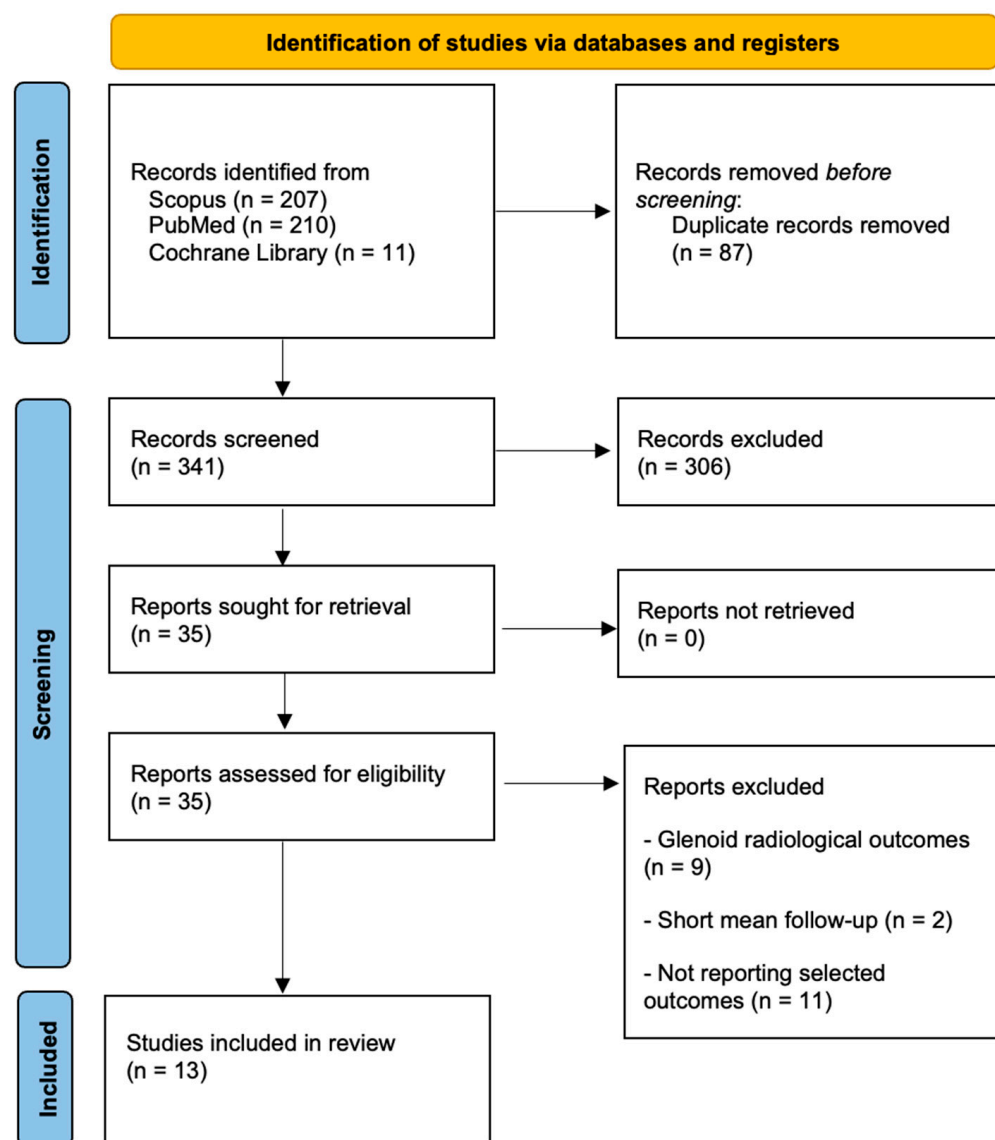 Identification of studies via databases and registers
Identification
Records identified from
Scopus (n = 207)
PubMed (n = 210)
Cochrane Library (n = 11)
Records removed before
screening:
Duplicate records removed
(n = 87)
Screening
Records screened
(n = 341)
Records excluded
(n = 306)
Reports sought for retrieval
(n = 35)
Reports not retrieved
(n = 0)
Reports assessed for eligibility
(n = 35)
Reports excluded
- Glenoid radiological outcomes
(n = 9)
- Short mean follow-up (n = 2)
- Not reporting selected
outcomes (n = 11)
Included
Studies included in review
(n = 13)